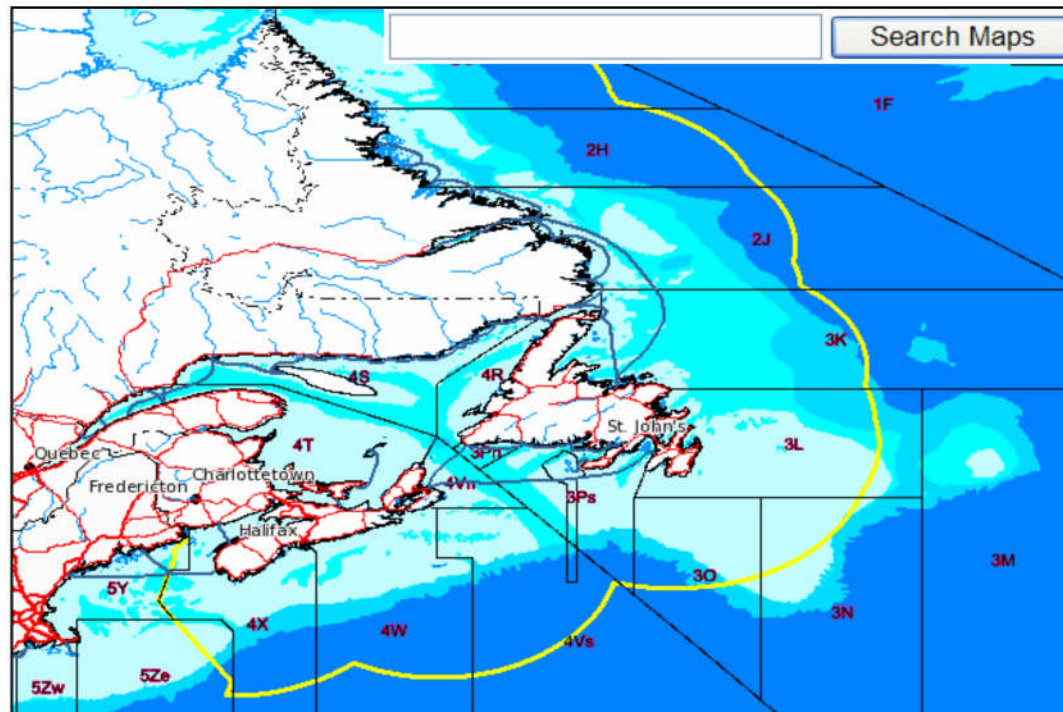 Search Maps
1F
2H
2J
3K
4S
4R
St. John's
3L
4T
3Pn
Quebec
Charlottetown
4Vn
Fredericton
3Ps
Halifax
3M
3O
5Y
3N
4X
4W
4Vs
5Ze
5Zw